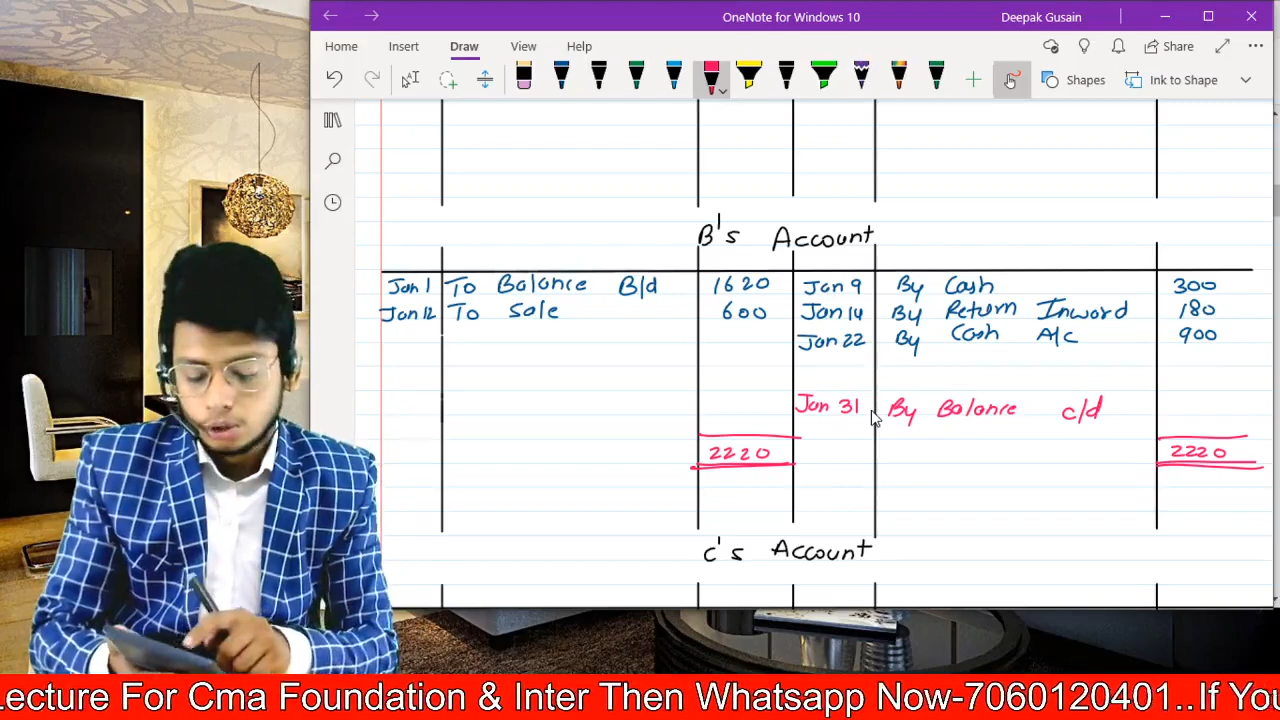 OneNote for Windows 10
Deepak Gusain
Home Insert Draw View Help
Share
Shapes
Ink to Shape
B's Account
Jan 1 To Balance B/d 1620 Jan 9 By Cash 300
Jan 12 To Sale 600 Jan 14 By Return Inword 180
Jan 22 By Cash A/c 900
Jan 31 By Balance c/d
2220 2220
C's Account
Lecture For Cma Foundation & Inter Then Whatsapp Now-7060120401..If You